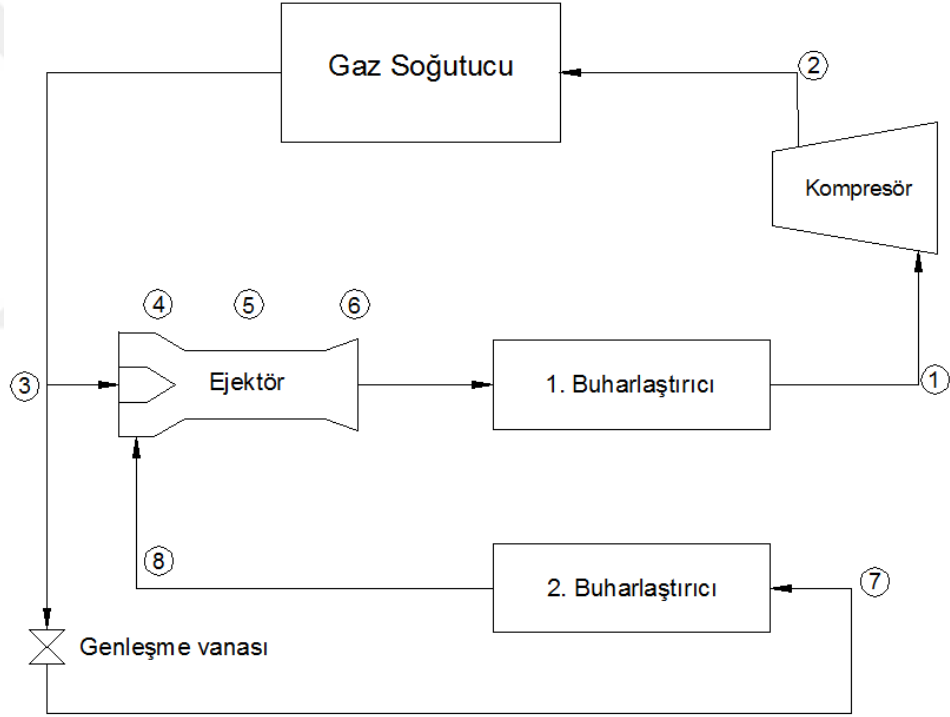 Gaz Soğutucu
2
Kompresör
4
5
6
3
Ejektör
1. Buharlaştırıcı
1
8
2. Buharlaştırıcı
7
Genleşme vanası